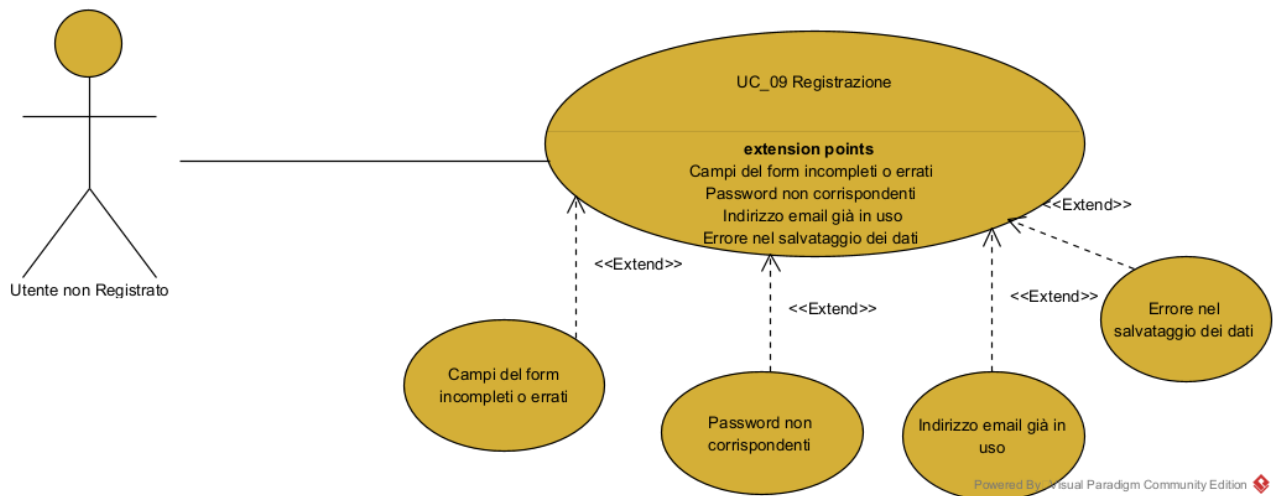 UC_09 Registrazione
extension points
Campi del form incompleti o errati
Password non corrispondenti
Indirizzo email già in uso
Errore nel salvataggio dei dati
<<Extend>>
<<Extend>>
<<Extend>>
<<Extend>>
Utente non Registrato
Errore nel
salvataggio dei dati
Campi del form
incompleti o errati
Password non
corrispondenti
Indirizzo email già in
uso
Powered By Visual Paradigm Community Edition